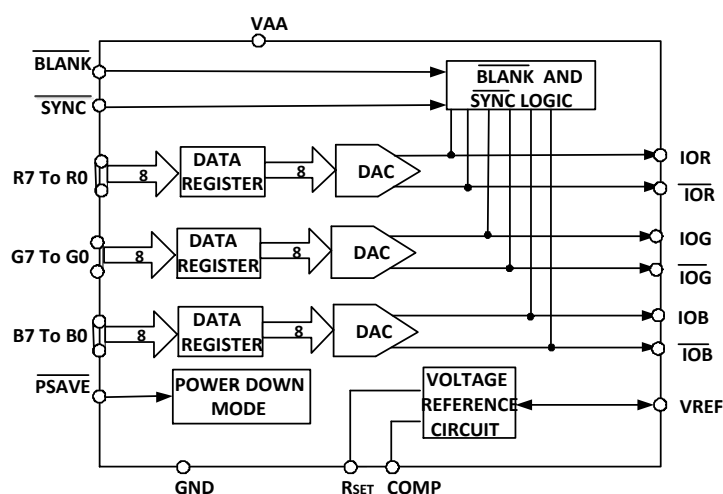 VAA
BLANK
BLANK AND
SYNC LOGIC
SYNC
R7 To R0
8
DATA
REGISTER
8
DAC
IOR
IOR
G7 To G0
8
DATA
REGISTER
8
DAC
IOG
IOG
B7 To B0
8
DATA
REGISTER
8
DAC
IOB
IOB
PSAVE
POWER DOWN
MODE
VOLTAGE
REFERENCE
CIRCUIT
VREF
GND
RSET
COMP